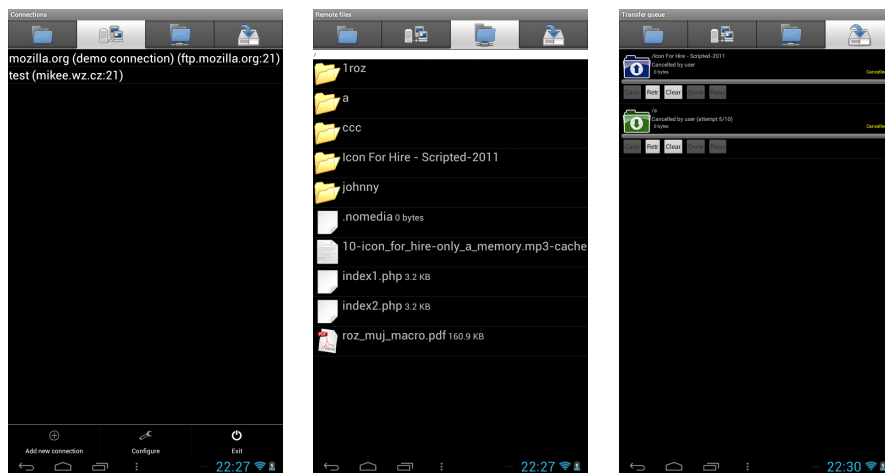 Connections
mozilla.org (demo connection) (ftp.mozilla.org:21)
test (mikee.wz.cz:21)
Add new connection
Configure
Exit
22:27
Remote files
/
1roz
a
ccc
Icon For Hire - Scripted-2011
johnny
.nomedia 0 bytes
10-icon_for_hire-only_a_memory.mp3-cache
index1.php 3.2 KB
index2.php 3.2 KB
roz_muj_macro.pdf 160.9 KB
22:27
Transfer queue
/Icon For Hire - Scripted-2011
Cancelled by user
0 bytes
Cancelle
Retr Clear
/a
Cancelled by user (attempt 5/10)
0 bytes
Cancelle
Retr Clear
22:30